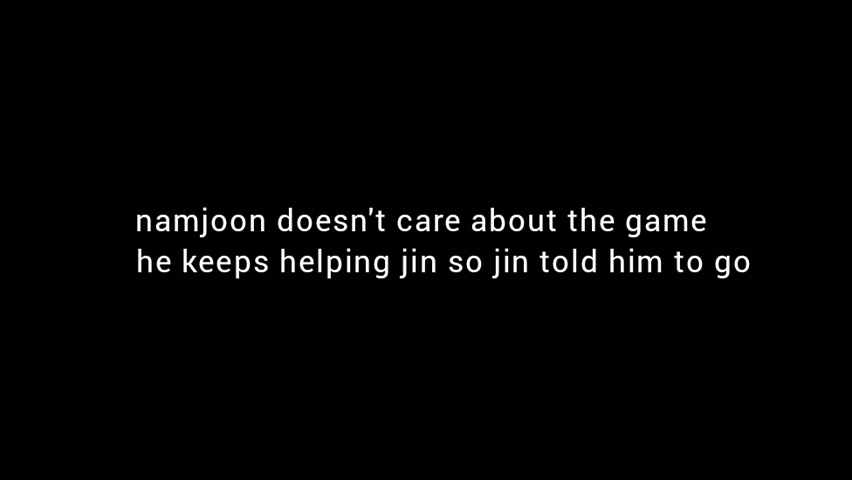 namjoon doesn't care about the game
he keeps helping jin so jin told him to go